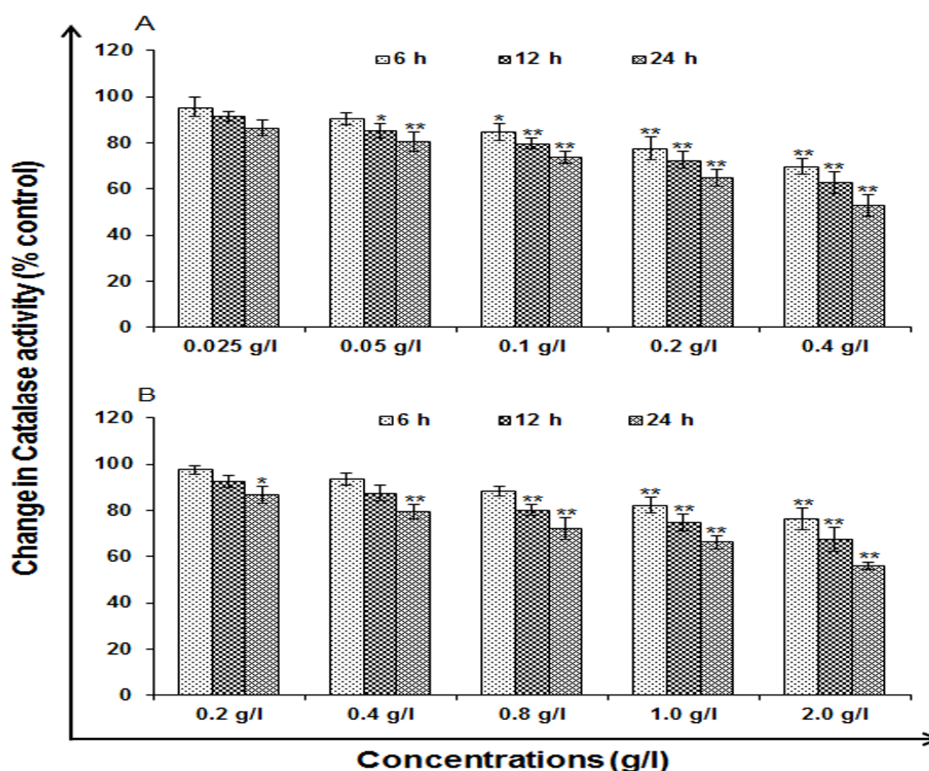 Change in Catalase activity (% control)
A
120
100
80
60
40
20
0
6 h 12 h 24 h
* ** * ** ** ** ** ** ** ** **
0.025 g/l 0.05 g/l 0.1 g/l 0.2 g/l 0.4 g/l
B
120
100
80
60
40
20
0
6 h 12 h 24 h
* ** ** ** ** ** ** ** ** **
0.2 g/l 0.4 g/l 0.8 g/l 1.0 g/l 2.0 g/l
Concentrations (g/l)